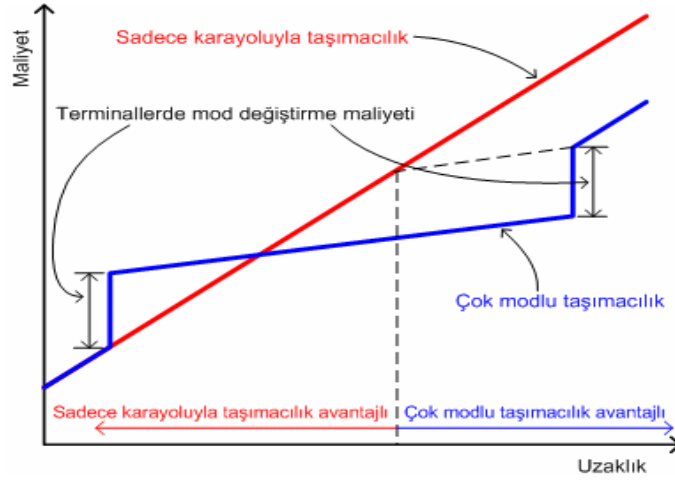 Maliyet
Sadece karayoluyla taşımacılık
Terminallerde mod değiştirme maliyeti
Çok modlu taşımacılık
Sadece karayoluyla taşımacılık avantajlı
Çok modlu taşımacılık avantajlı
Uzaklık